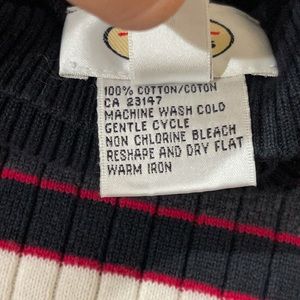 100% COTTON/COTON
CA 23147
MACHINE WASH COLD
GENTLE CYCLE
NON CHLORINE BLEACH
RESHAPE AND DRY FLAT
WARM IRON